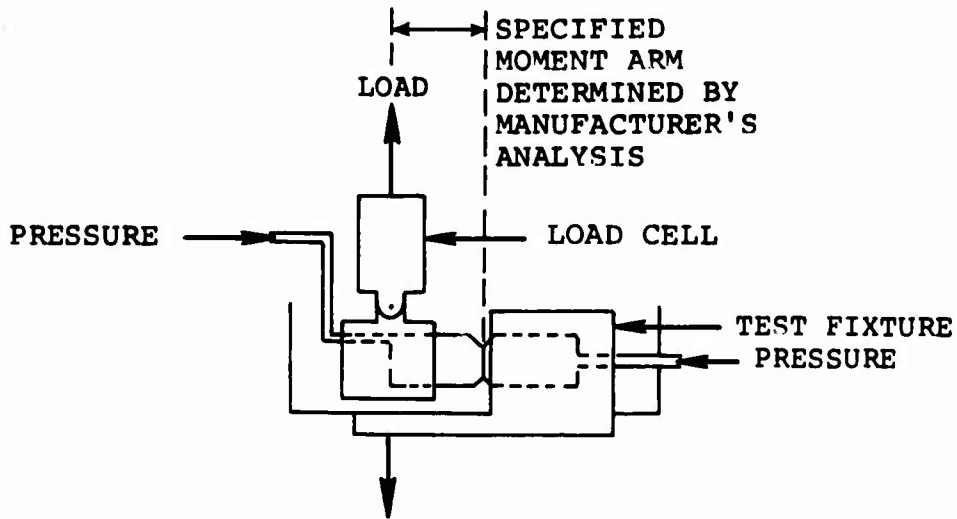 SPECIFIED
MOMENT ARM
DETERMINED BY
MANUFACTURER'S
ANALYSIS
LOAD
PRESSURE
LOAD CELL
TEST FIXTURE
PRESSURE